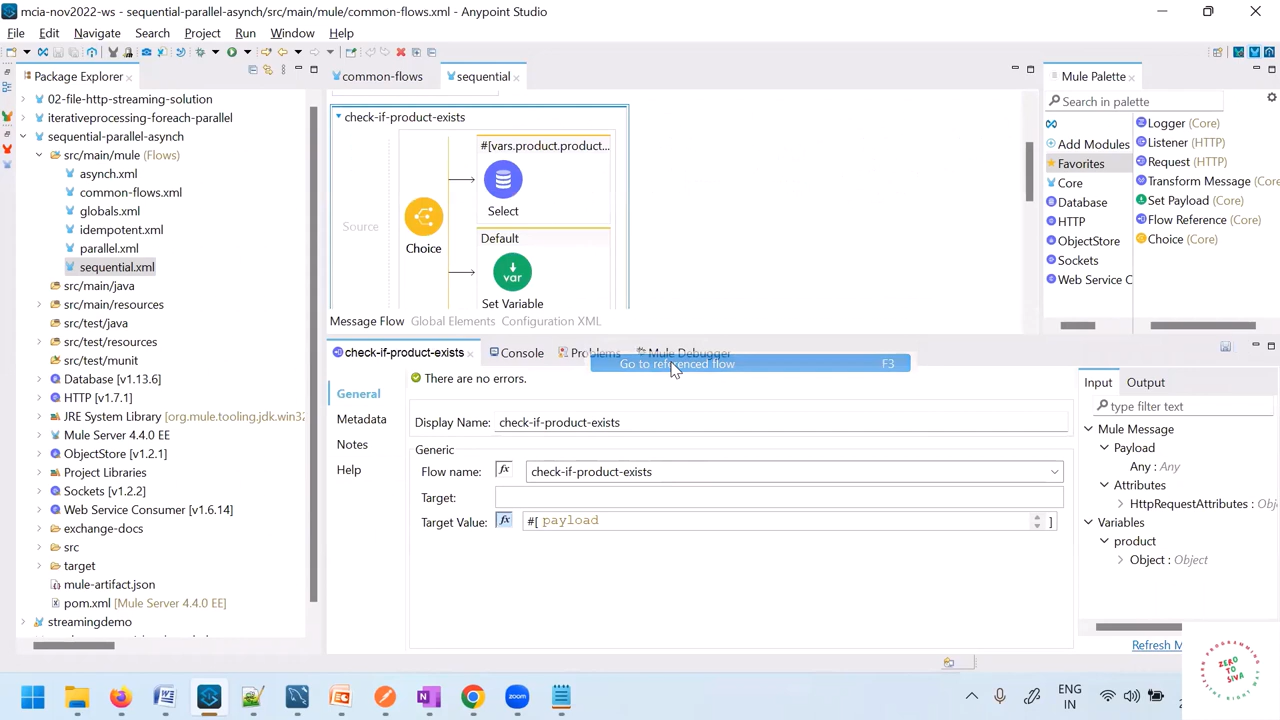 mcia-nov2022-ws - sequential-parallel-asynch/src/main/mule/common-flows.xml - Anypoint Studio
File Edit Navigate Search Project Run Window Help
Package Explorer
02-file-http-streaming-solution
iterativeprocessing-foreach-parallel
sequential-parallel-asynch
src/main/mule (Flows)
asynch.xml
common-flows.xml
globals.xml
idempotent.xml
parallel.xml
sequential.xml
src/main/java
src/main/resources
src/test/java
src/test/resources
src/test/munit
Database [v1.13.6]
HTTP [v1.7.1]
JRE System Library [org.mule.tooling.jdk.win32
Mule Server 4.4.0 EE
ObjectStore [v1.2.1]
Project Libraries
Sockets [v1.2.2]
Web Service Consumer [v1.6.14]
exchange-docs
src
target
mule-artifact.json
pom.xml [Mule Server 4.4.0 EE]
streamingdemo
common-flows
sequential
check-if-product-exists
Source
Choice
#[vars.product.product...
Select
Default
var
Set Variable
Message Flow Global Elements Configuration XML
Mule Palette
Search in palette
Add Modules
Favorites
Core
Database
HTTP
ObjectStore
Sockets
Web Service C
Logger (Core)
Listener (HTTP)
Request (HTTP)
Transform Message (Core
Set Payload (Core)
Flow Reference (Core)
Choice (Core)
check-if-product-exists Console Problems Mule Debugger
Go to referenced flow F3
There are no errors.
General
Metadata
Notes
Help
Display Name: check-if-product-exists
Generic
Flow name: fx check-if-product-exists
Target:
Target Value: fx #[ payload ]
Input Output
type filter text
Mule Message
Payload
Any : Any
Attributes
HttpRequestAttributes : Obj
Variables
product
Object : Object
Refresh M
PROGRAMMING
ZERO
TO
SIVA
THE RIGHT WAY
zoom
ENG
IN